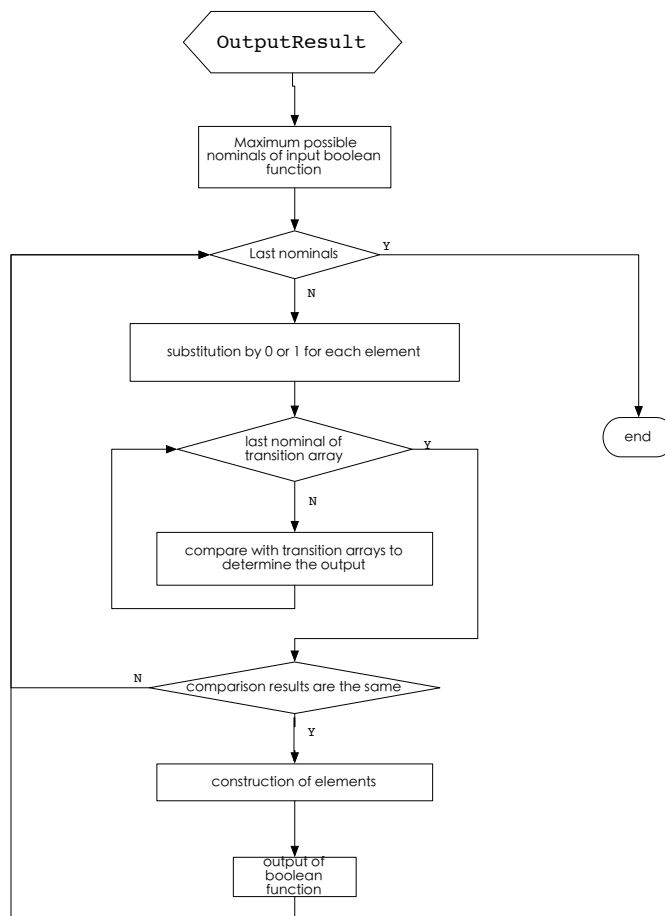 OutputResult
Maximum possible
nominals of input boolean
function
Last nominals
Y
N
substitution by 0 or 1 for each element
last nominal of
transition array
Y
end
N
compare with transition arrays to
determine the output
N
comparison results are the same
Y
construction of elements
output of
boolean
function